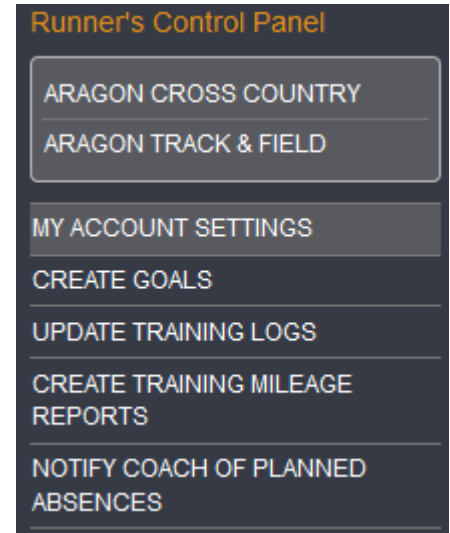 Runner's Control Panel
ARAGON CROSS COUNTRY
ARAGON TRACK & FIELD
MY ACCOUNT SETTINGS
CREATE GOALS
UPDATE TRAINING LOGS
CREATE TRAINING MILEAGE
REPORTS
NOTIFY COACH OF PLANNED
ABSENCES